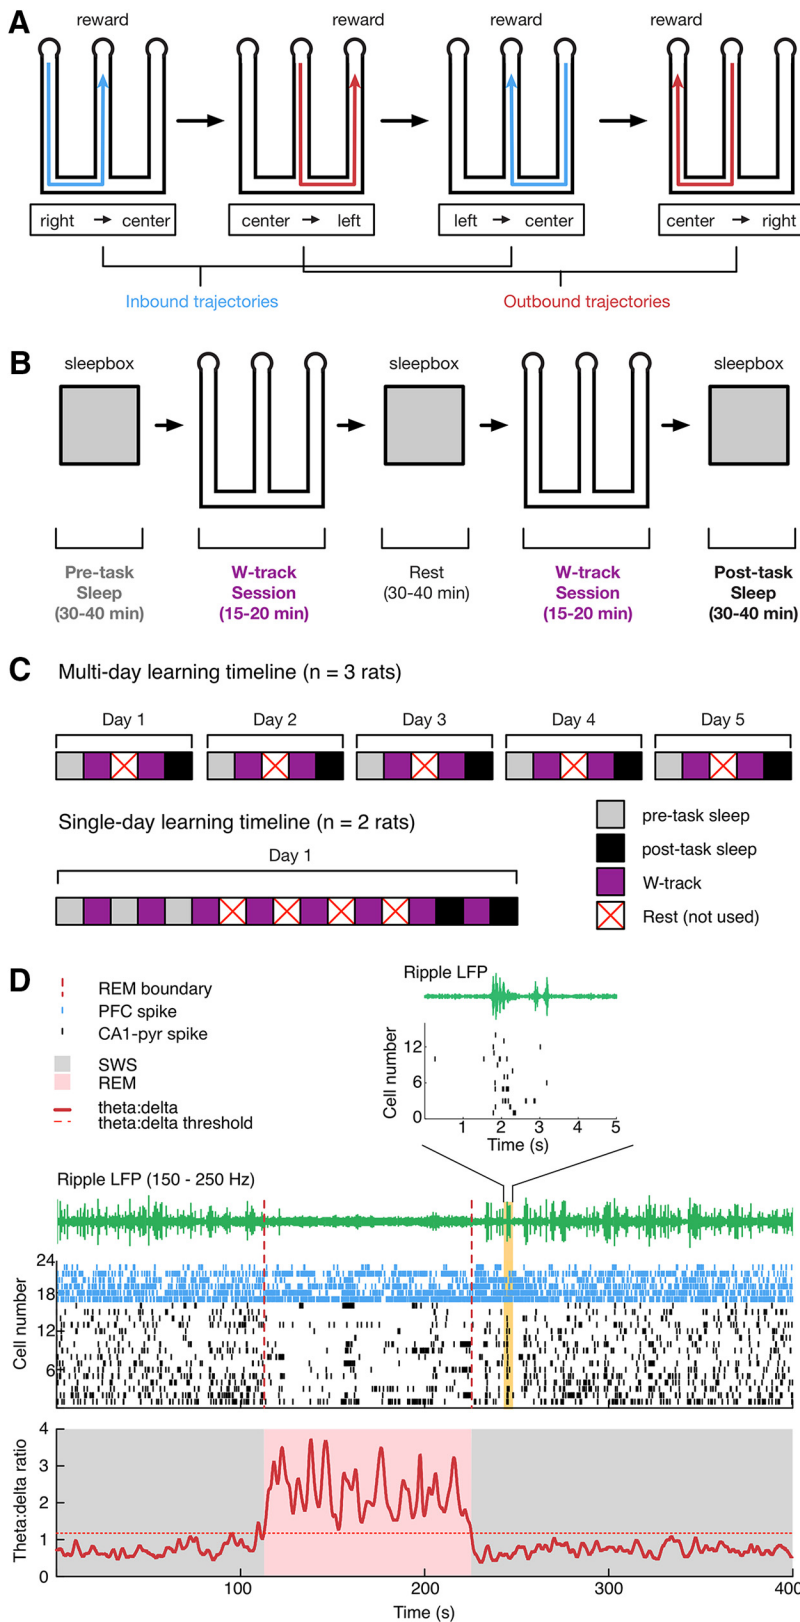 A
reward reward reward reward
right → center
center → left
left → center
center → right
Inbound trajectories
Outbound trajectories
B
sleepbox sleepbox sleepbox
Pre-task
Sleep
(30-40 min)
W-track
Session
(15-20 min)
Rest
(30-40 min)
W-track
Session
(15-20 min)
Post-task
Sleep
(30-40 min)
C
Multi-day learning timeline (n = 3 rats)
Day 1 Day 2 Day 3 Day 4 Day 5
Single-day learning timeline (n = 2 rats)
Day 1
pre-task sleep
post-task sleep
W-track
Rest (not used)
D
REM boundary
PFC spike
CA1-pyr spike
SWS
REM
theta:delta
theta:delta threshold
Ripple LFP
Cell number
12
6
0
1 2 3 4 5
Time (s)
Ripple LFP (150 - 250 Hz)
Cell number
24
18
12
6
Theta:delta ratio
4
3
2
1
0
100 200 300 400
Time (s)